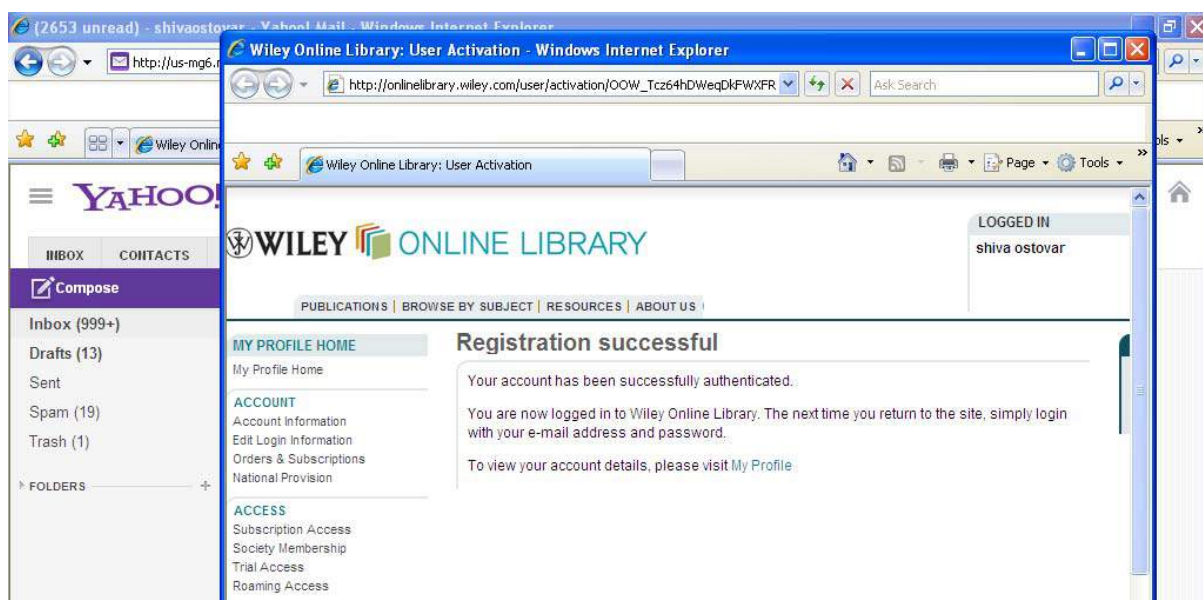 (2653 unread) - shivaostovar - Yahoo! Mail - Windows Internet Explorer
http://us-mg6.
Wiley Online Library: User Activation - Windows Internet Explorer
http://onlinelibrary.wiley.com/user/activation/OOW_Tcz64hDWeqDkFWXFR
Ask Search
Wiley Onlin
Wiley Online Library: User Activation
Page
Tools
YAHOO!
INBOX CONTACTS
Compose
Inbox (999+)
Drafts (13)
Sent
Spam (19)
Trash (1)
FOLDERS
WILEY ONLINE LIBRARY
LOGGED IN
shiva ostovar
PUBLICATIONS | BROWSE BY SUBJECT | RESOURCES | ABOUT US
MY PROFILE HOME
My Profile Home
ACCOUNT
Account Information
Edit Login Information
Orders & Subscriptions
National Provision
ACCESS
Subscription Access
Society Membership
Trial Access
Roaming Access
Registration successful
Your account has been successfully authenticated.
You are now logged in to Wiley Online Library. The next time you return to the site, simply login
with your e-mail address and password.
To view your account details, please visit My Profile